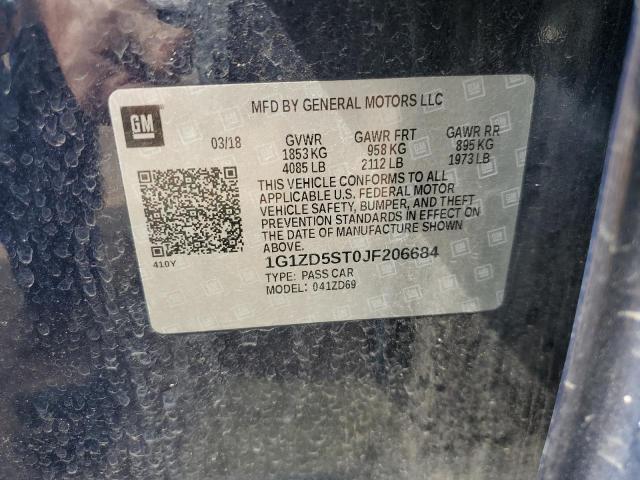 GM
MFD BY GENERAL MOTORS LLC
03/18 GVWR GAWR FRT GAWR RR
1853 KG 958 KG 895 KG
4085 LB 2112 LB 1973 LB
THIS VEHICLE CONFORMS TO ALL
APPLICABLE U.S. FEDERAL MOTOR
VEHICLE SAFETY, BUMPER, AND THEFT
PREVENTION STANDARDS IN EFFECT ON
THE DATE OF MANUFACTURE SHOWN
ABOVE.
410Y 1G1ZD5ST0JF206684
TYPE: PASS CAR
MODEL: 041ZD69